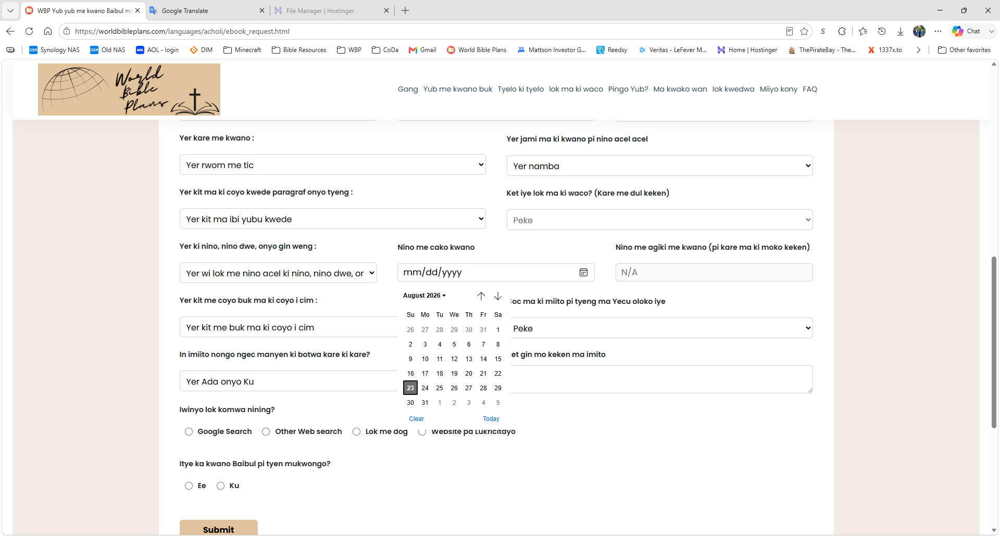 WBP Yub yub me kwano Baibul ma
Google Translate
File Manager | Hostinger
https://worldbibleplans.com/languages/acholi/ebook_request.html
Chat
Synology NAS
Old NAS
AOL - login
DIM
Minecraft
Bible Resources
WBP
CoDa
Gmail
World Bible Plans
Mattson Investor G...
Reedsy
Veritas - LeFever M...
Home | Hostinger
ThePirateBay - The...
1337x.to
Other favorites
World
Bible
Plans
Gang Yub me kwano buk Tyelo ki tyelo lok ma ki waco Pingo Yub? Ma kwako wan lok kwedwa Miiyo kony FAQ
Yer kare me kwano :
Yer jami ma ki kwano pi nino acel acel
Yer rwom me tic
Yer namba
Yer kit ma ki coyo kwede paragraf onyo tyeng :
Ket iye lok ma ki waco? (Kare me dul keken)
Yer kit ma ibi yubu kwede
Peke
Yer ki nino, nino dwe, onyo gin weng :
Nino me cako kwano
Nino me agiki me kwano (pi kare ma ki moko keken)
Yer wi lok me nino acel ki nino, nino dwe, or
mm/dd/yyyy
N/A
August 2026
Su Mo Tu We Th Fr Sa
26 27 28 29 30 31 1
2 3 4 5 6 7 8
9 10 11 12 13 14 15
16 17 18 19 20 21 22
23 24 25 26 27 28 29
30 31 1 2 3 4 5
Clear Today
Yer kit me coyo buk ma ki coyo i cim :
oc ma ki miito pi tyeng ma Yecu oloko iye
Yer kit me buk ma ki coyo i cim
Peke
In imiito nongo ngec manyen ki botwa kare ki kare?
et gin mo keken ma imito
Yer Ada onyo Ku
Iwinyo lok komwa nining?
Google Search Other Web search Lok me dog Website pa Lukricitayo
Itye ka kwano Baibul pi tyen mukwongo?
Ee Ku
Submit